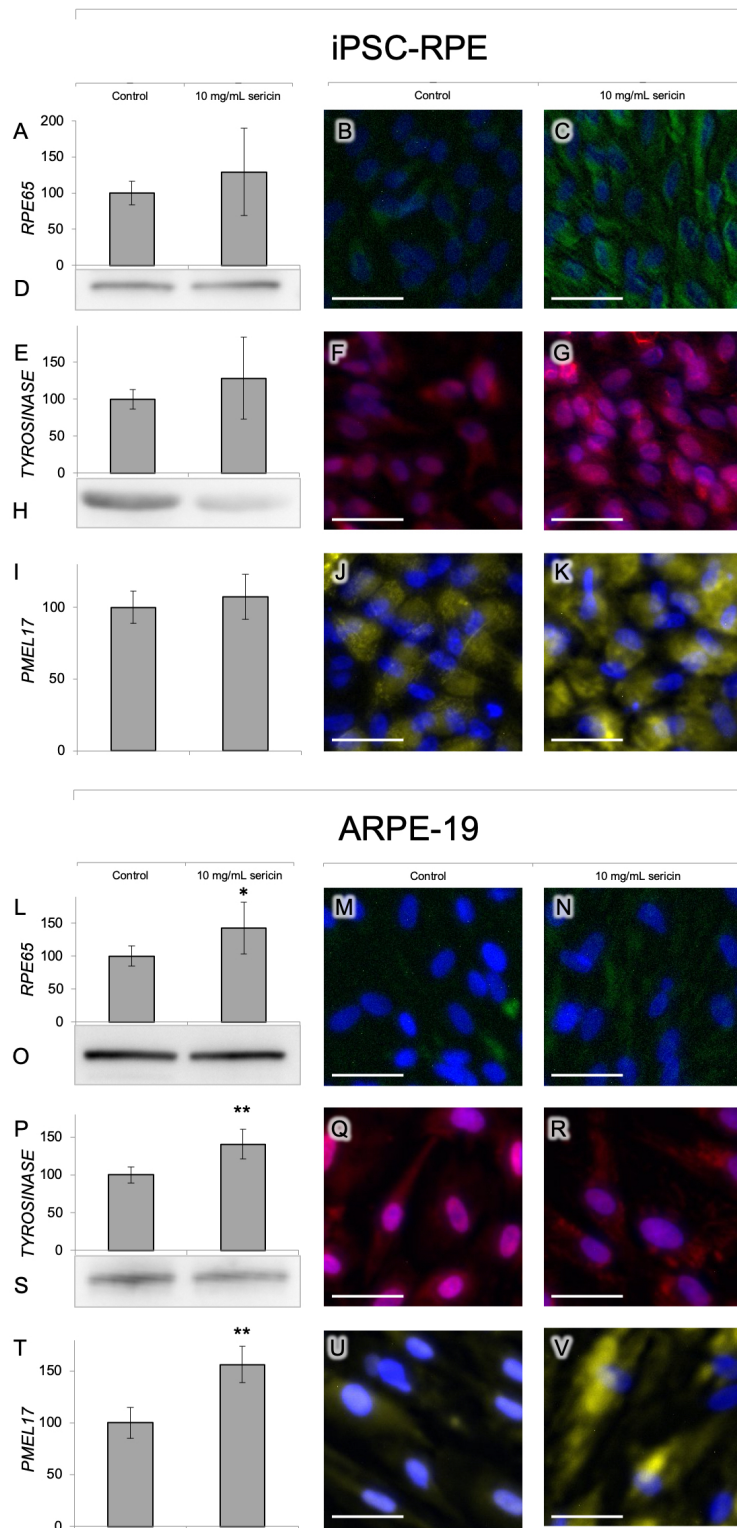 iPSC-RPE
Control
10 mg/mL sericin
Control
10 mg/mL sericin
A
RPE65
200
150
100
50
0
B
C
D
E
TYROSINASE
150
100
50
0
F
G
H
I
PMEL17
100
50
0
J
K
ARPE-19
Control
10 mg/mL sericin
Control
10 mg/mL sericin
L
RPE65
150
100
50
0
*
M
N
O
P
TYROSINASE
150
100
50
0
**
Q
R
S
T
PMEL17
150
100
50
0
**
U
V